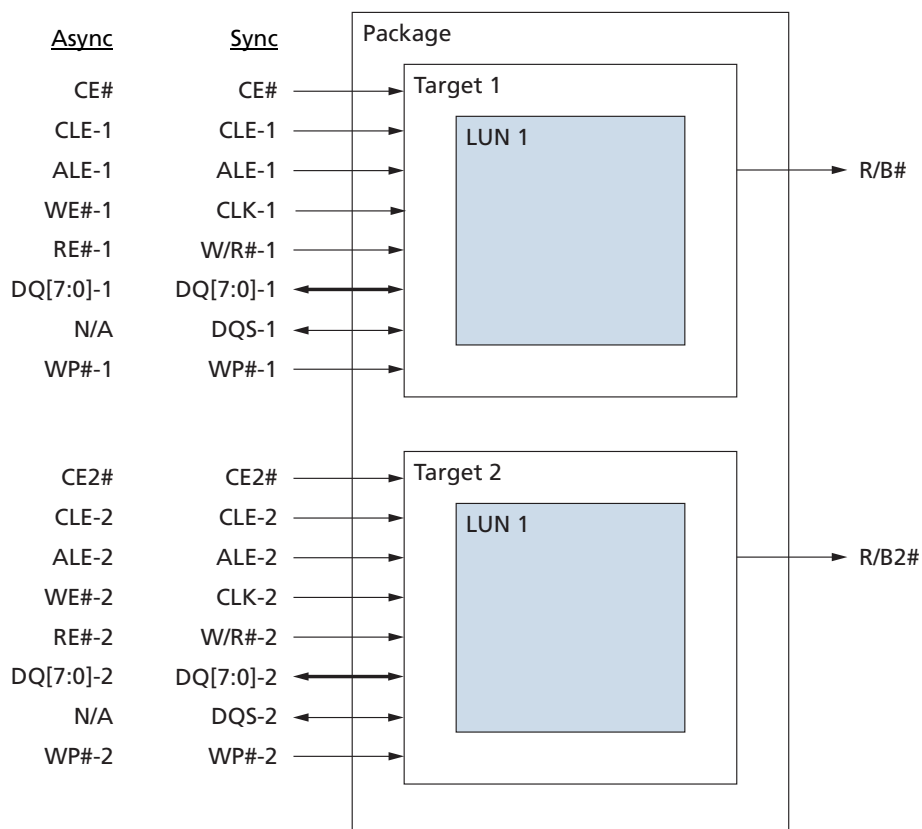 Async Sync Package
CE# CE# Target 1
CLE-1 CLE-1 LUN 1
ALE-1 ALE-1 R/B#
WE#-1 CLK-1
RE#-1 W/R#-1
DQ[7:0]-1 DQ[7:0]-1
N/A DQS-1
WP#-1 WP#-1
CE2# CE2# Target 2
CLE-2 CLE-2 LUN 1
ALE-2 ALE-2 R/B2#
WE#-2 CLK-2
RE#-2 W/R#-2
DQ[7:0]-2 DQ[7:0]-2
N/A DQS-2
WP#-2 WP#-2